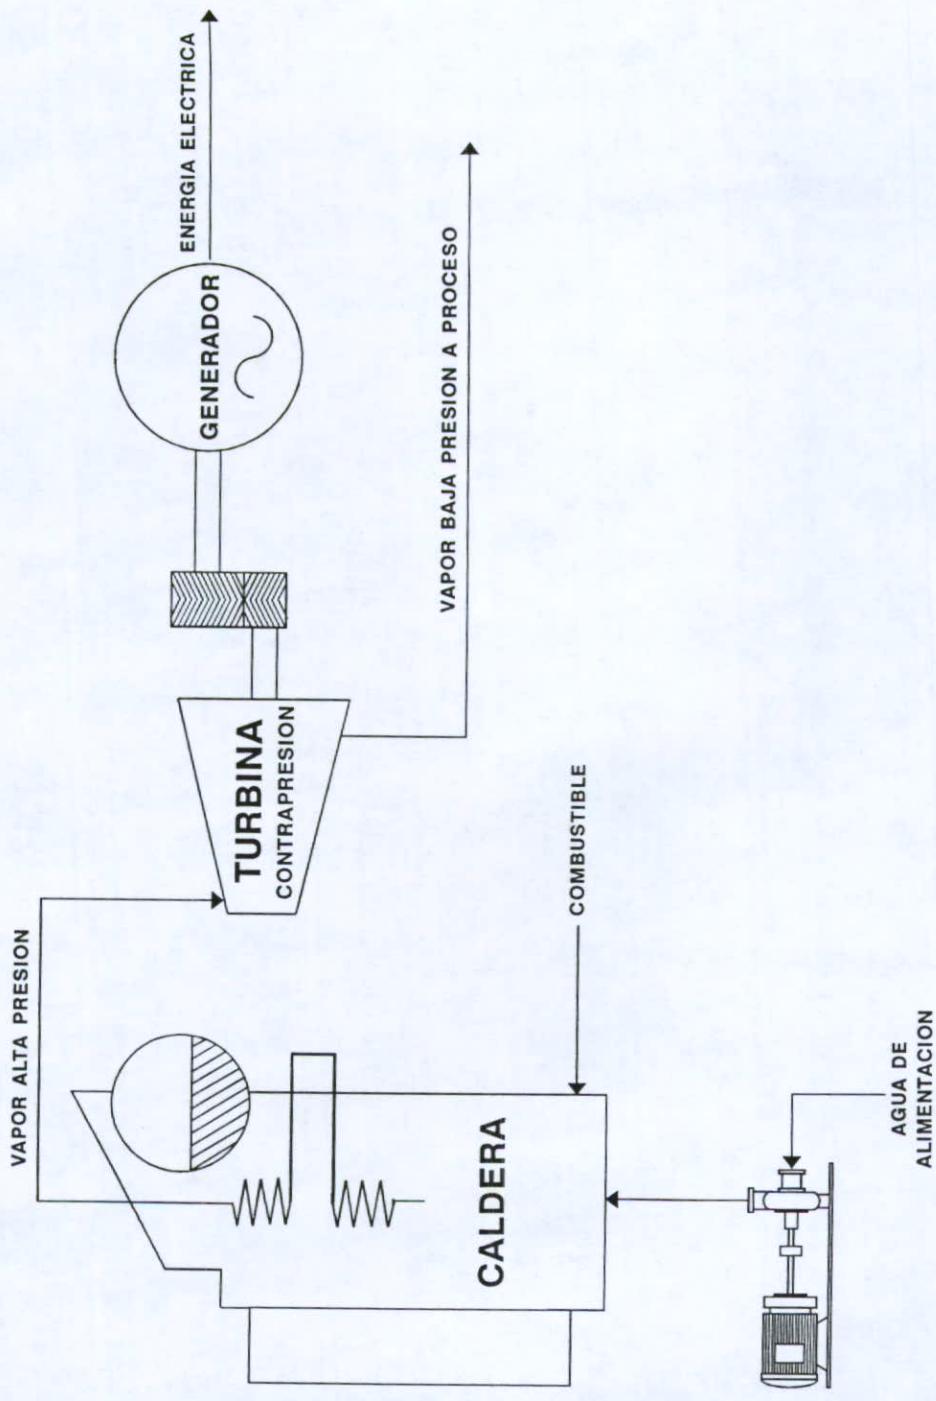 VAPOR ALTA PRESION
TURBINA
CONTRAPRESION
GENERADOR
ENERGIA ELECTRICA
VAPOR BAJA PRESION A PROCESO
CALDERA
COMBUSTIBLE
AGUA DE
ALIMENTACION